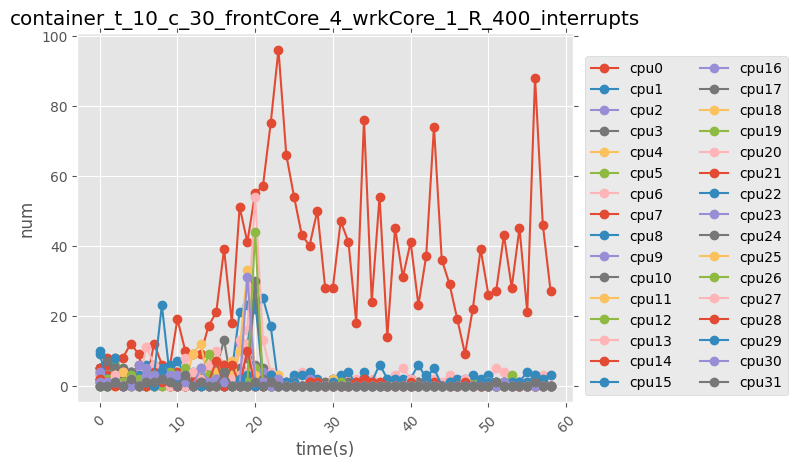 container_t_10_c_30_frontCore_4_wrkCore_1_R_400_interrupts
100
80
60
40
20
0
num
0
10
20
30
40
50
60
time(s)
cpu0
cpu1
cpu2
cpu3
cpu4
cpu5
cpu6
cpu7
cpu8
cpu9
cpu10
cpu11
cpu12
cpu13
cpu14
cpu15
cpu16
cpu17
cpu18
cpu19
cpu20
cpu21
cpu22
cpu23
cpu24
cpu25
cpu26
cpu27
cpu28
cpu29
cpu30
cpu31